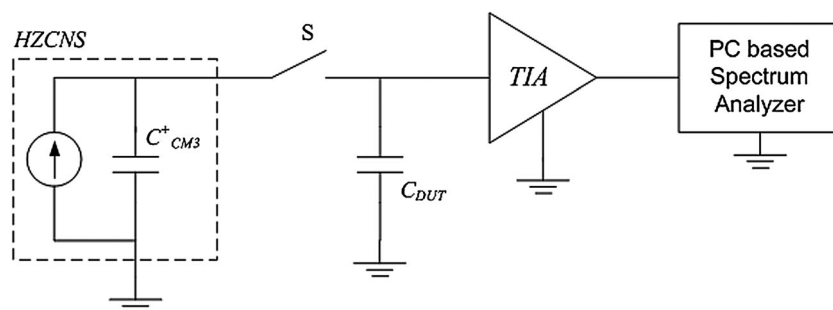 HZCNS
S
C⁺CM3
CDUT
TIA
PC based
Spectrum
Analyzer